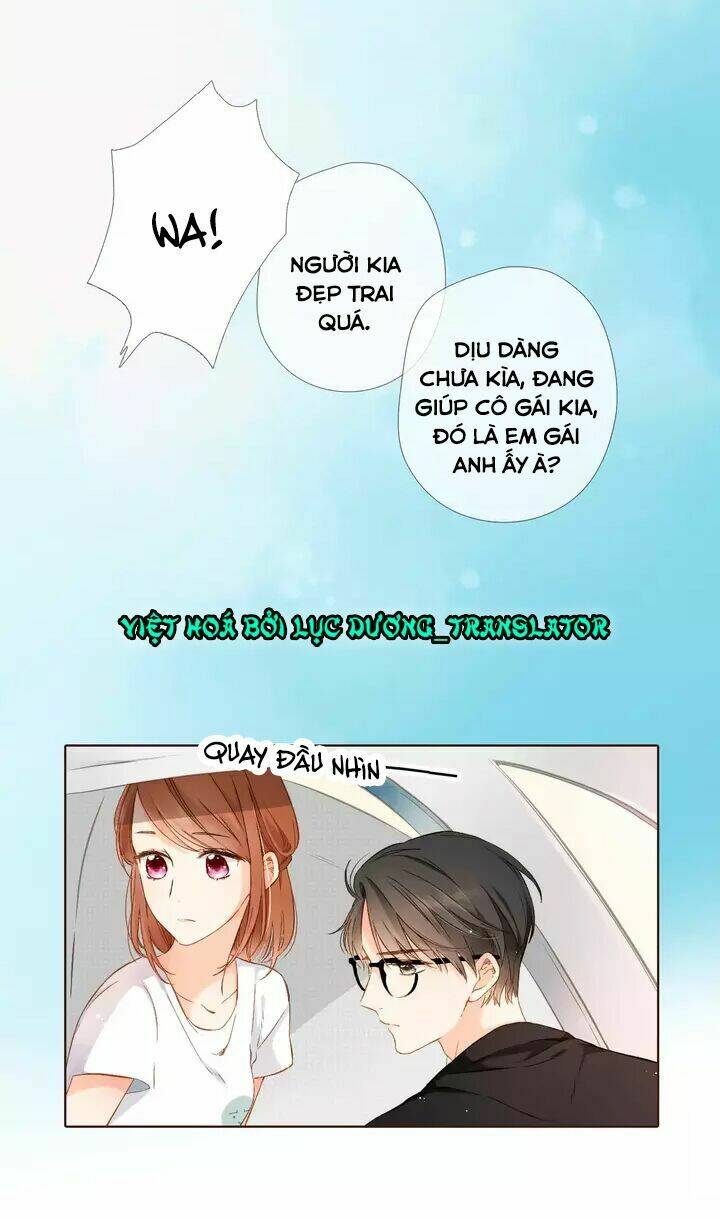 WA!
NGƯỜI KIA
ĐẸP TRAI
QUÁ.
DỊU DÀNG
CHƯA KÌA, ĐANG
GIÚP CÔ GÁI KIA,
ĐÓ LÀ EM GÁI
ANH ẤY À?
VIỆT HOÁ BỞI LỤC DƯƠNG_TRANSLATOR
QUAY ĐẦU NHÌN